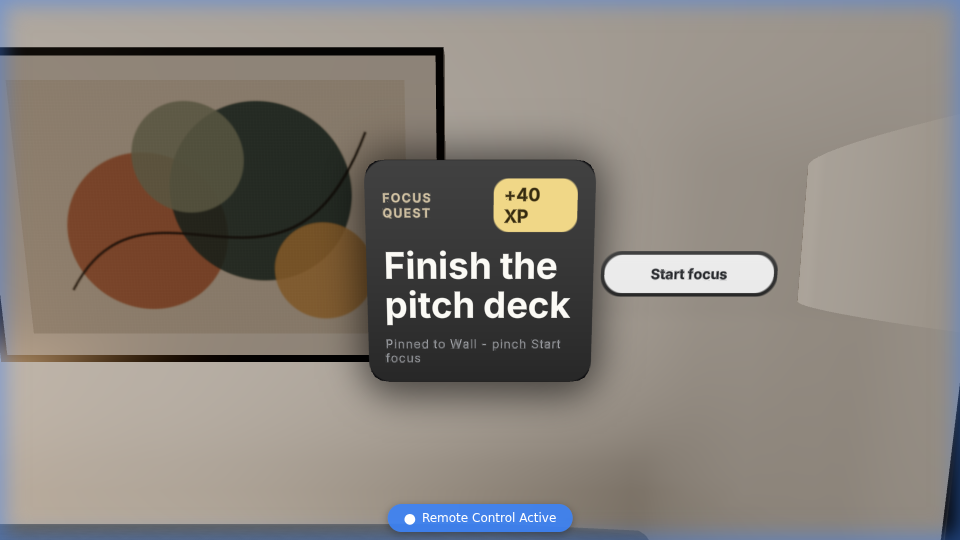 FOCUS
QUEST
+40
XP
Finish the
pitch deck
Pinned to Wall - pinch Start
focus
Start focus
Remote Control Active